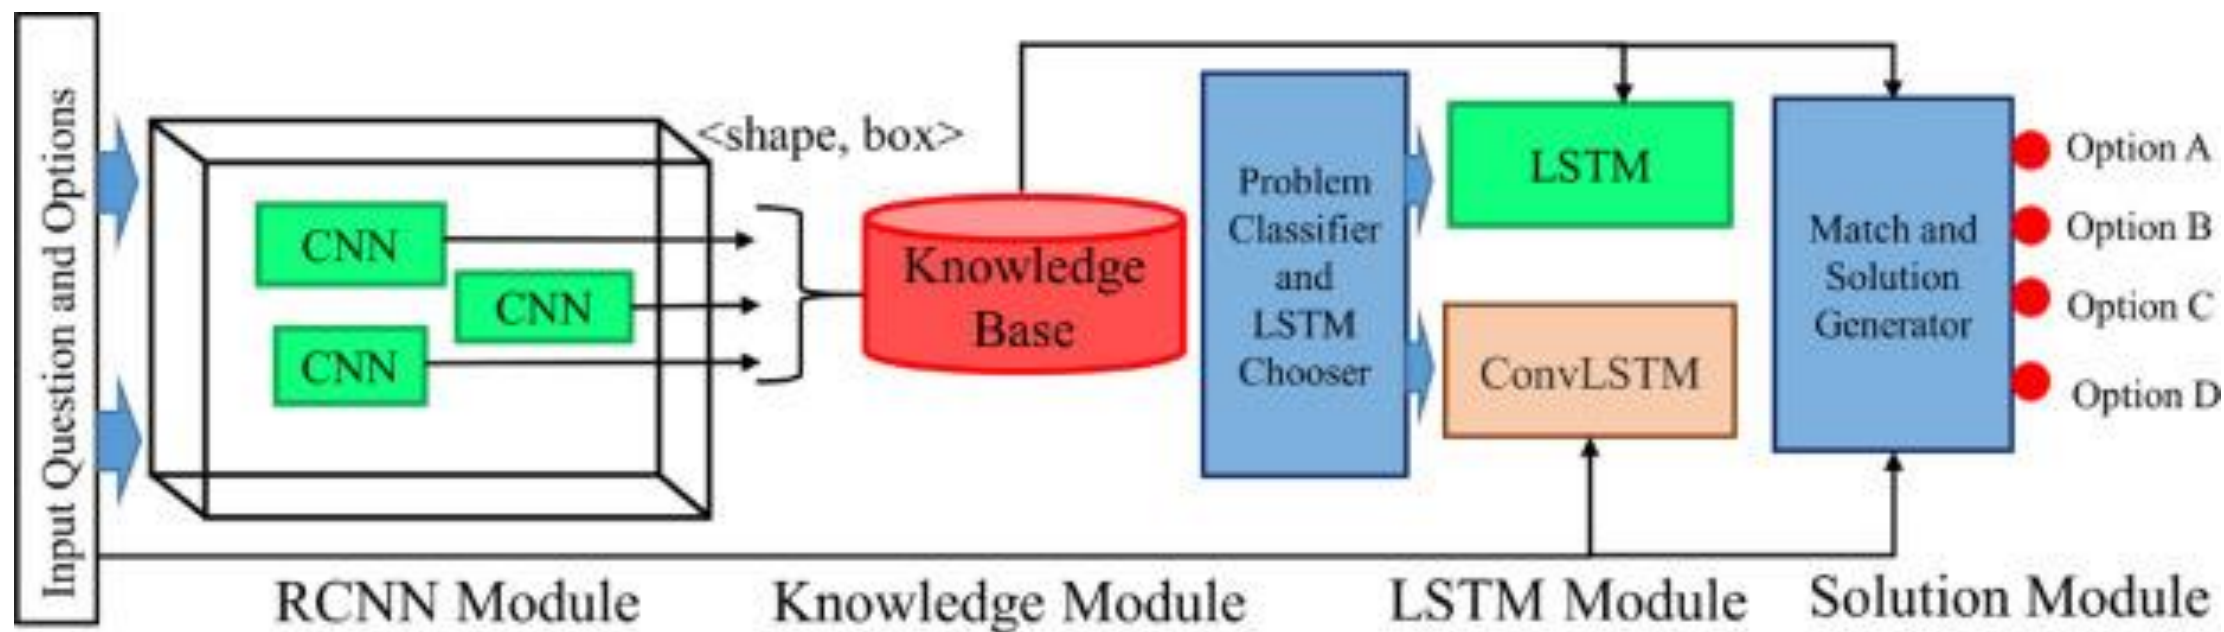 Input Question and Options
<shape, box>
CNN
CNN
CNN
Knowledge
Base
Problem
Classifier
and
LSTM
Chooser
LSTM
ConvLSTM
Match and
Solution
Generator
Option A
Option B
Option C
Option D
RCNN Module
Knowledge Module
LSTM Module
Solution Module